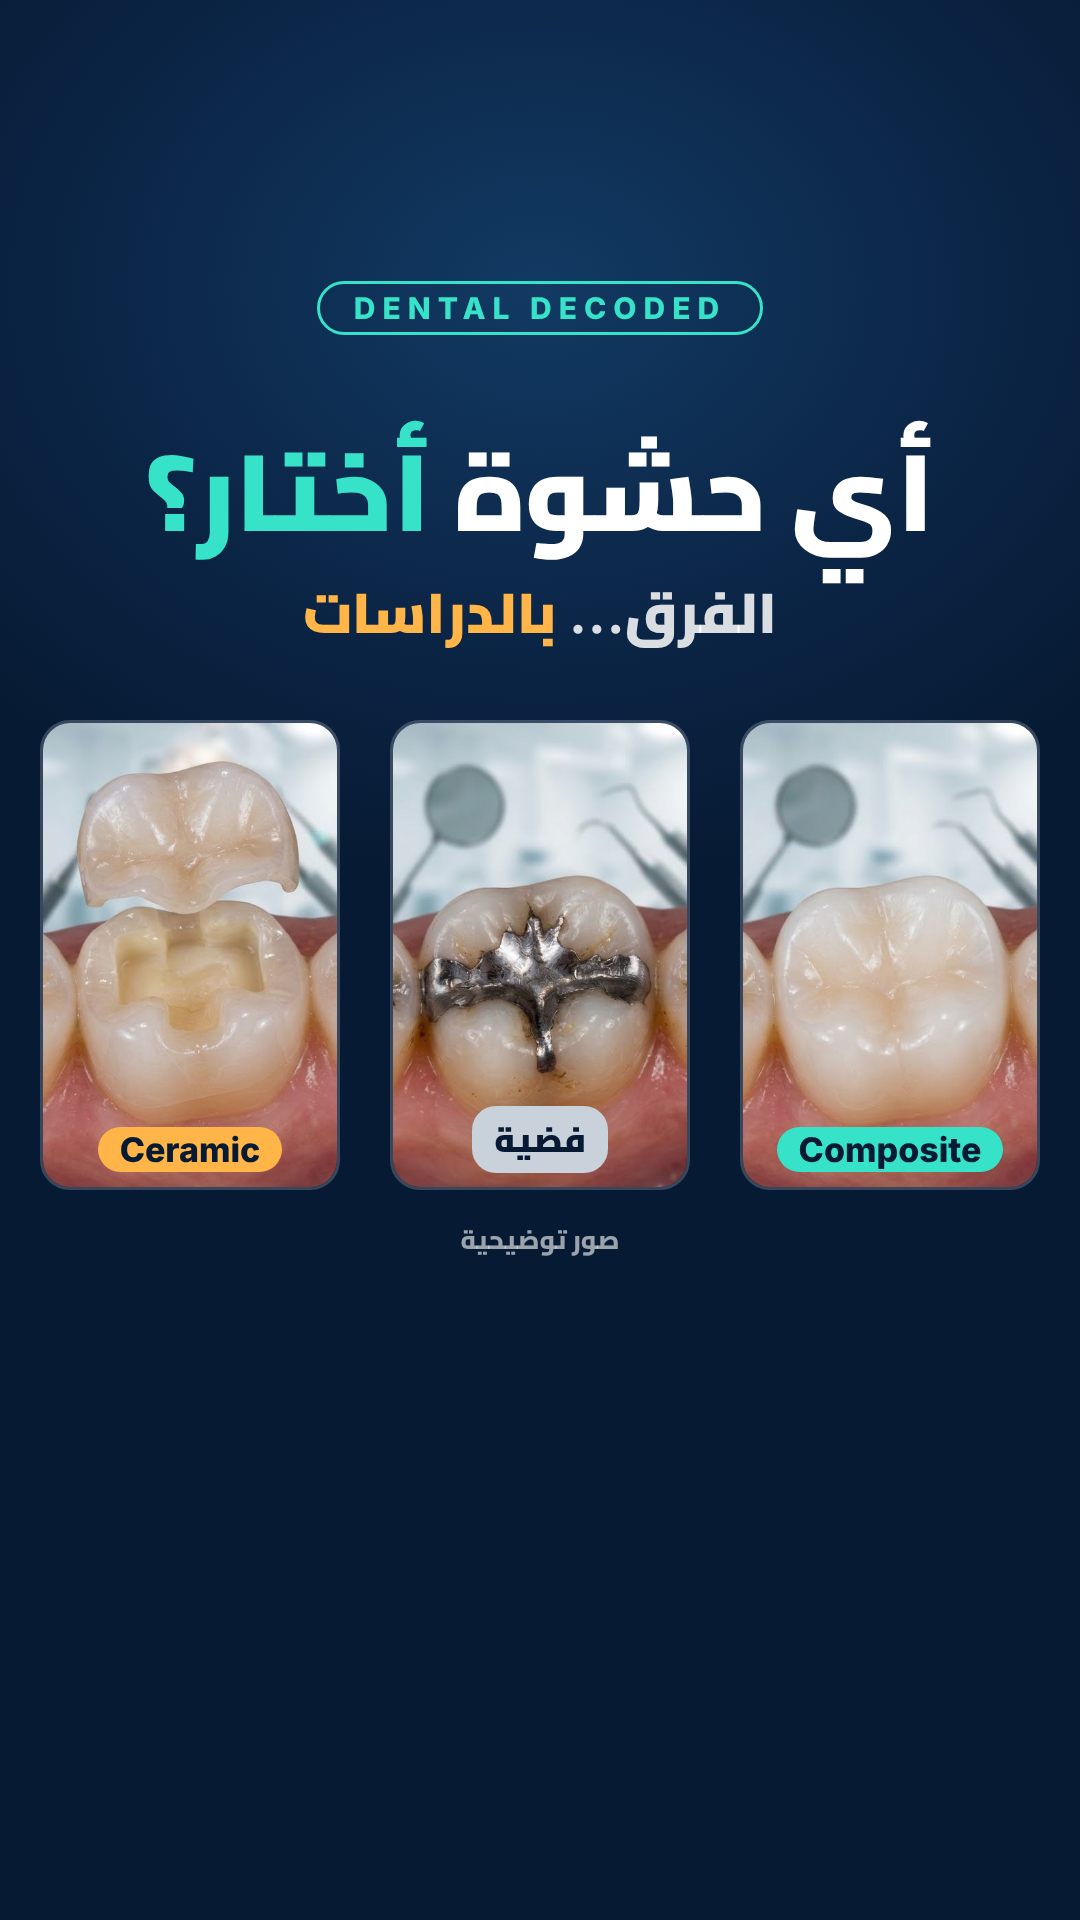 DENTAL DECODED
أي حشوة أختار؟
الفرق... بالدراسات
Composite
فضية
Ceramic
صور توضيحية